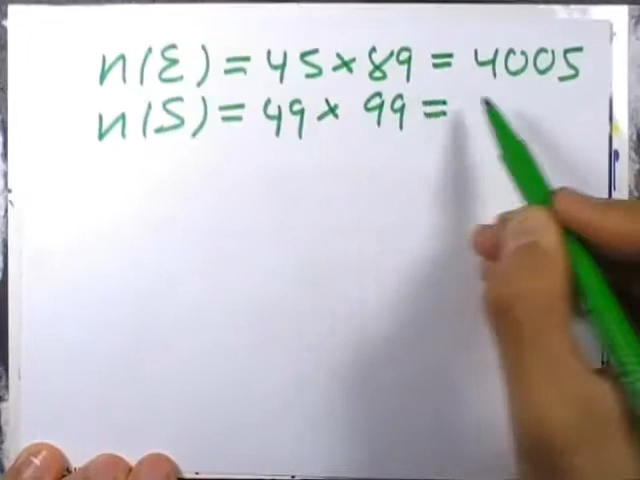 n(E) = 45 × 89 = 4005
n(S) = 49 × 99 =